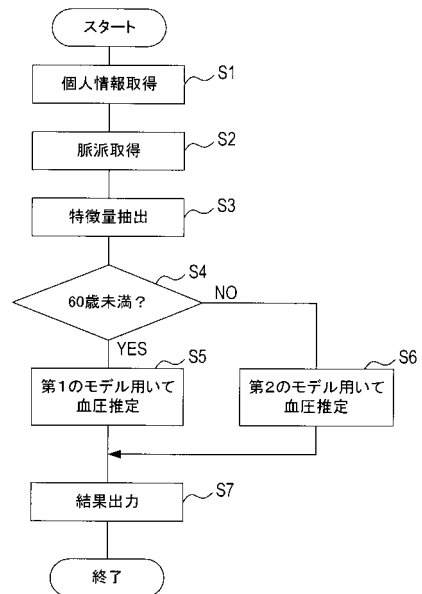 スタート
個人情報取得
S1
脈派取得
S2
特徴量抽出
S3
S4
60歳未満？
NO
YES
S5
第1のモデル用いて
血圧推定
S6
第2のモデル用いて
血圧推定
結果出力
S7
終了